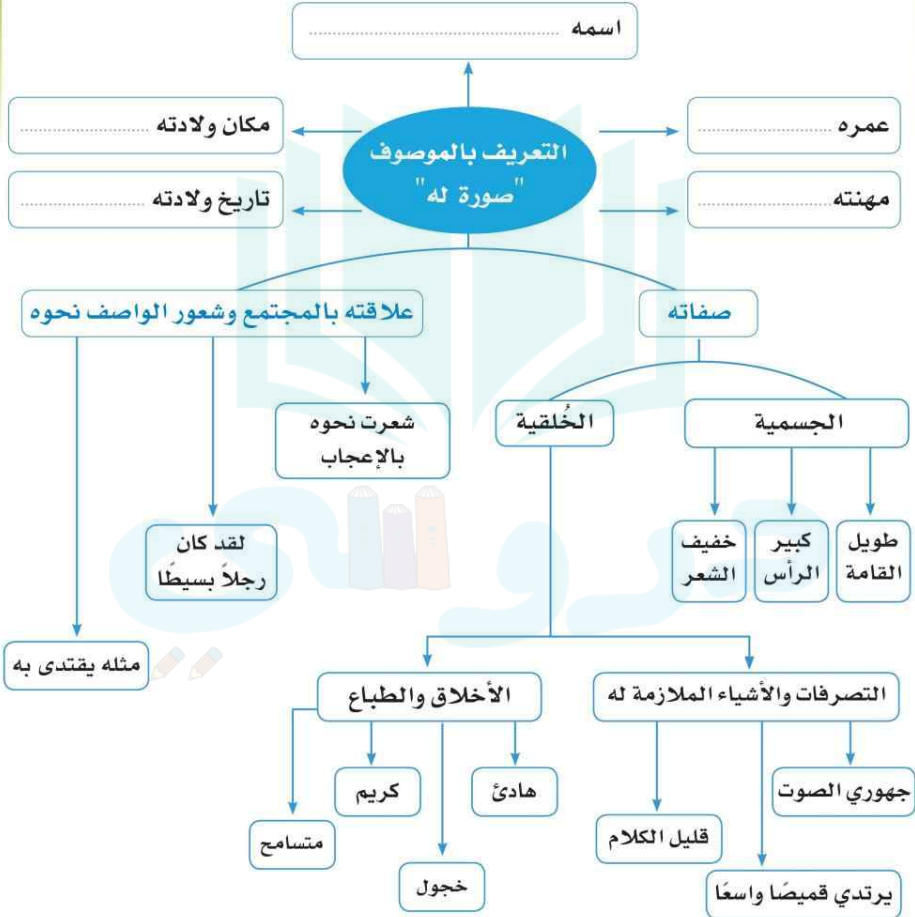 اسمه ................................................
عمره ........................
مكان ولادته ........................
التعريف بالموصوف
"صورة له"
مهنته........................
تاريخ ولادته ........................
صفاته
علاقته بالمجتمع وشعور الواصف نحوه
الجسمية
الخُلقية
شعرت نحوه
بالإعجاب
طويل
القامة
كبير
الرأس
خفيف
الشعر
لقد كان
رجلاً بسيطًا
مثله يقتدى به
التصرفات والأشياء الملازمة له
الأخلاق والطباع
جهوري الصوت
يرتدي قميصًا واسعًا
قليل الكلام
هادئ
خجول
كريم
متسامح
دروسي